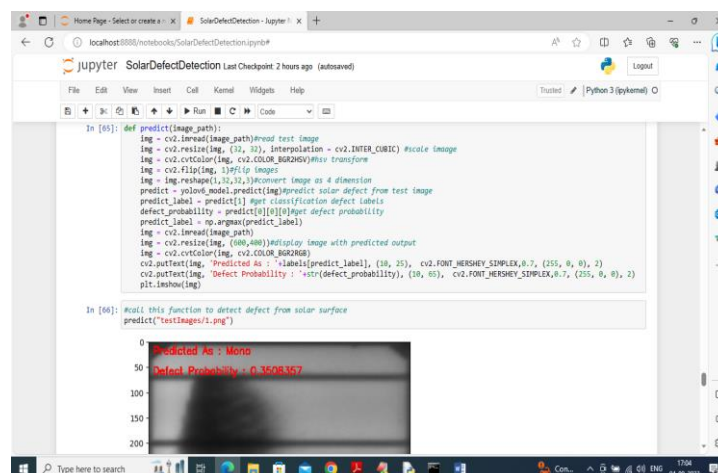 Home Page - Select or create a n
SolarDefectDetection - Jupyter N
localhost:8888/notebooks/SolarDefectDetection.ipynb#
jupyter SolarDefectDetection Last Checkpoint: 2 hours ago (autosaved)
Logout
File Edit View Insert Cell Kernel Widgets Help
Trusted
Python 3 (ipykernel)
Run
Code
In [65]: def predict(image_path):
img = cv2.imread(image_path)#read test image
img = cv2.resize(img, (32, 32), interpolation = cv2.INTER_CUBIC) #scale image
img = cv2.cvtColor(img, cv2.COLOR_BGR2HSV)#hsv transform
img = cv2.flip(img, 1)#flip images
img = img.reshape(1,32,32,3)#convert image as 4 dimension
predict = yolov6_model.predict(img)#predict solar defect from test image
predict_label = predict[1] #get classification defect labels
defect_probability = predict[0][0][0]#get defect probability
predict_label = np.argmax(predict_label)
img = cv2.imread(image_path)
img = cv2.resize(img, (600,400))#display image with predicted output
img = cv2.cvtColor(img, cv2.COLOR_BGR2RGB)
cv2.putText(img, 'Predicted As : '+labels[predict_label], (10, 25), cv2.FONT_HERSHEY_SIMPLEX,0.7, (255, 0, 0), 2)
cv2.putText(img, 'Defect Probability : '+str(defect_probability), (10, 65), cv2.FONT_HERSHEY_SIMPLEX,0.7, (255, 0, 0), 2)
plt.imshow(img)
In [66]: #call this function to detect defect from solar surface
predict("testImages/1.png")
0
Predicted As : Mono
50
Defect Probability : 0.3508357
100
150
200
Type here to search
Con...
ENG
17:04